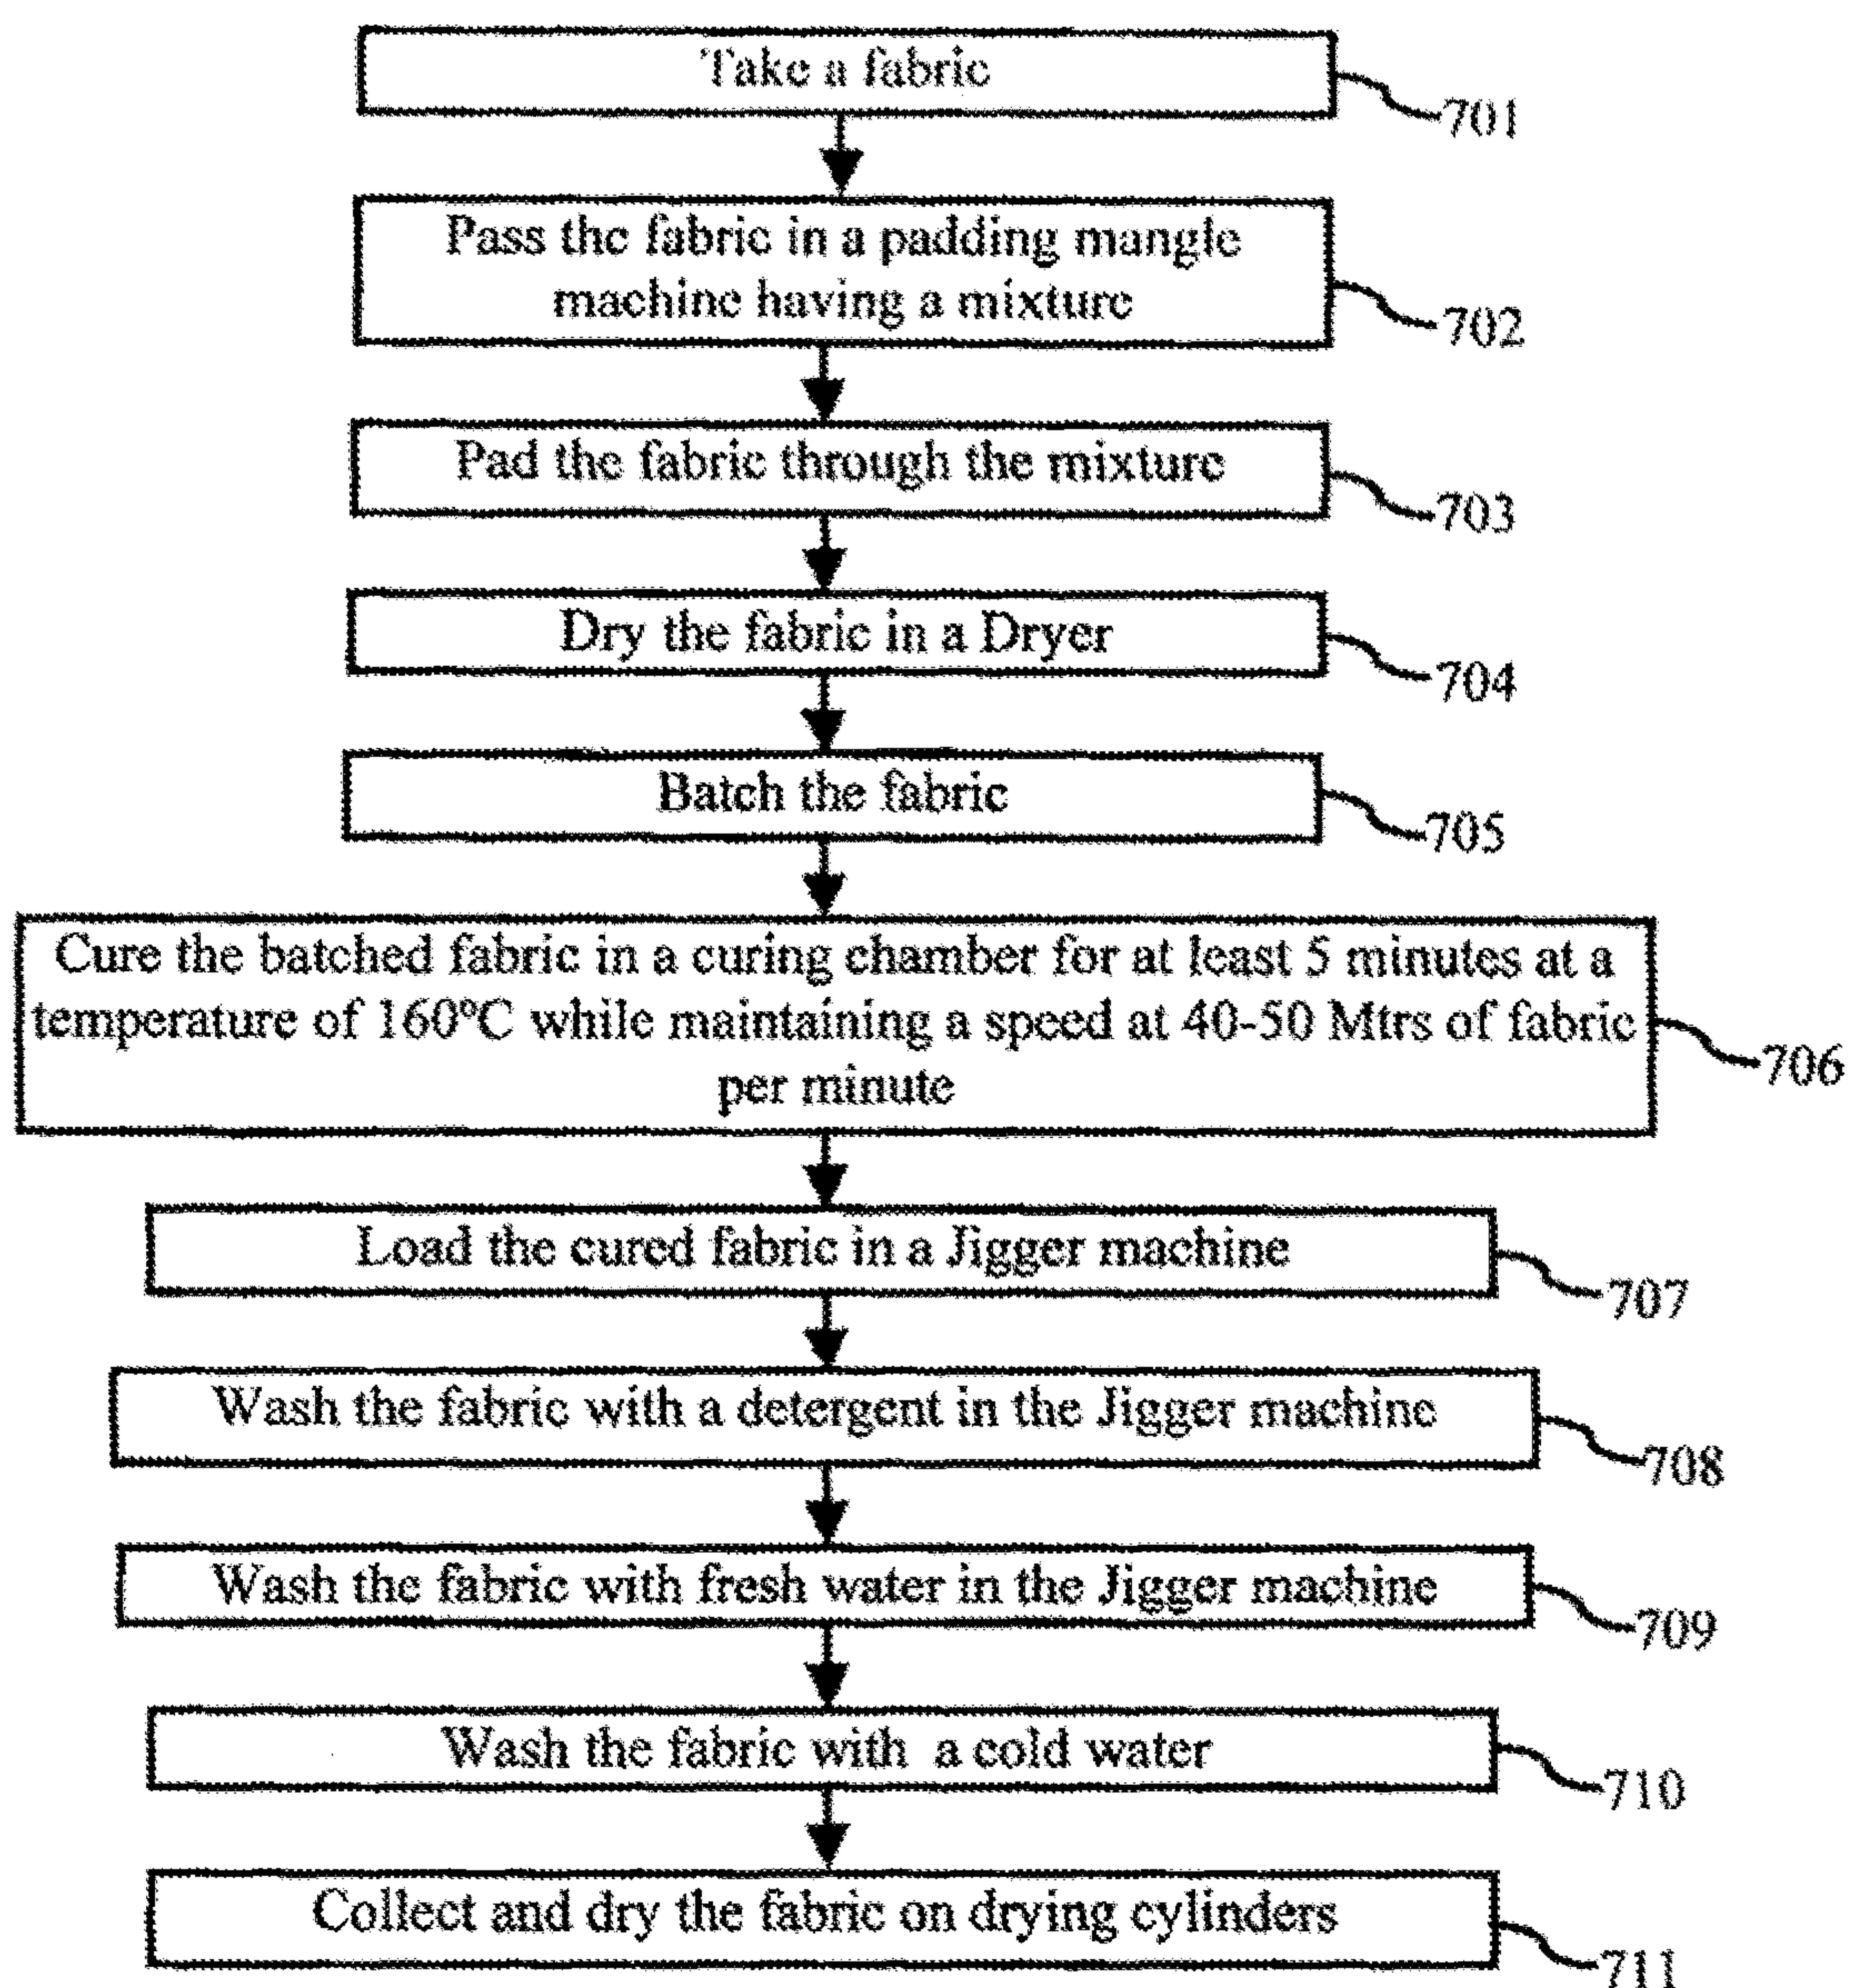 Take a fabric
701
Pass the fabric in a padding mangle
machine having a mixture
702
Pad the fabric through the mixture
703
Dry the fabric in a Dryer
704
Batch the fabric
705
Cure the batched fabric in a curing chamber for at least 5 minutes at a
temperature of 160ºC while maintaining a speed at 40-50 Mtrs of fabric
per minute
706
Load the cured fabric in a Jigger machine
707
Wash the fabric with a detergent in the Jigger machine
708
Wash the fabric with fresh water in the Jigger machine
709
Wash the fabric with a cold water
710
Collect and dry the fabric on drying cylinders
711